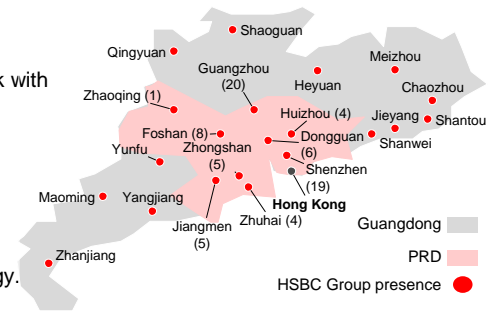 Shaoguan
Qingyuan
Meizhou
k with
Guangzhou
(20)
Heyuan
Chaozhou
Zhaoqing (1)
Huizhou (4)
Jieyang
Shantou
Foshan (8)
Dongguan
(6)
Shanwei
Yunfu
Zhongshan
(5)
Shenzhen
(19)
Maoming
Yangjiang
Hong Kong
Jiangmen
(5)
Zhuhai (4)
Guangdong
Zhanjiang
PRD
gy.
HSBC Group presence